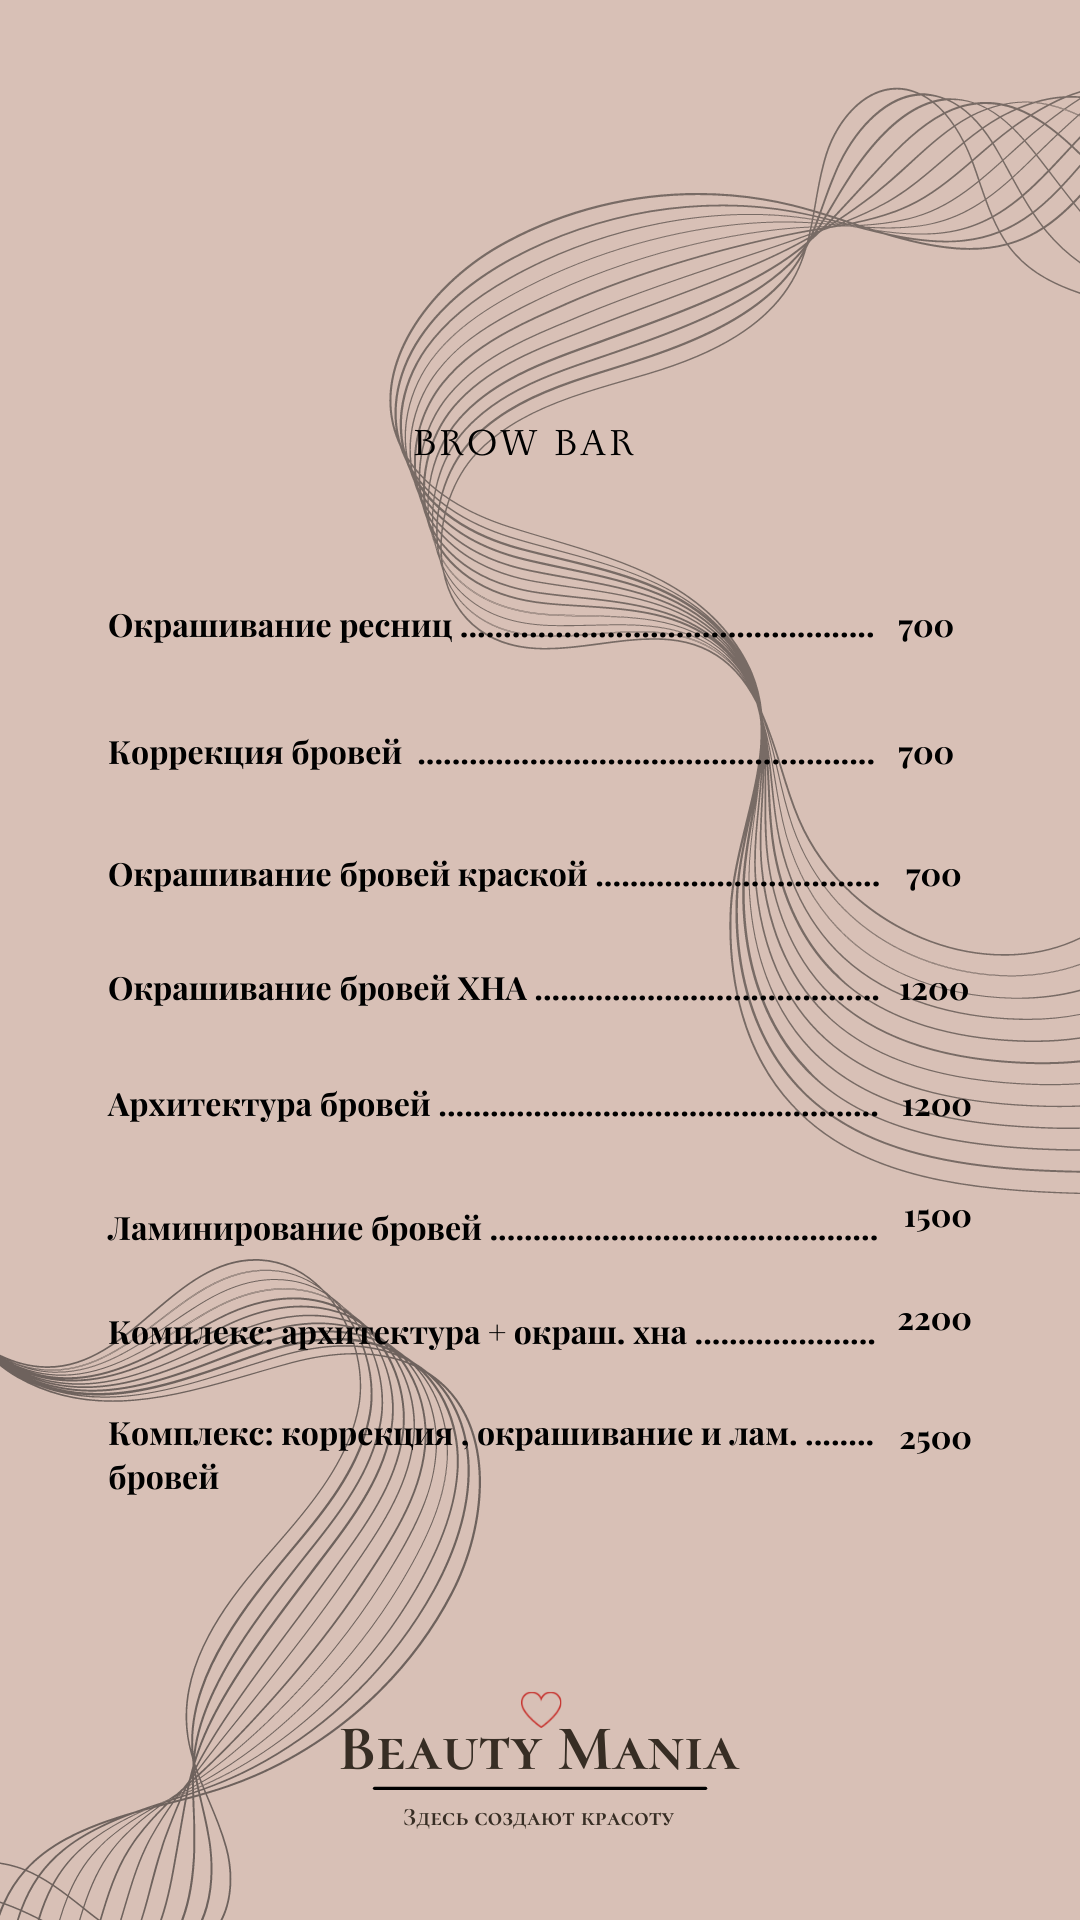 BROW BAR
Окрашивание ресниц ................................................ 700
Коррекция бровей ..................................................... 700
Окрашивание бровей краской ................................. 700
Окрашивание бровей ХНА ........................................ 1200
Архитектура бровей ................................................... 1200
Ламинирование бровей ............................................. 1500
Комплекс: архитектура + окраш. хна ..................... 2200
Комплекс: коррекция , окрашивание и лам. ........ 2500
бровей
Beauty Mania
Здесь создают красоту